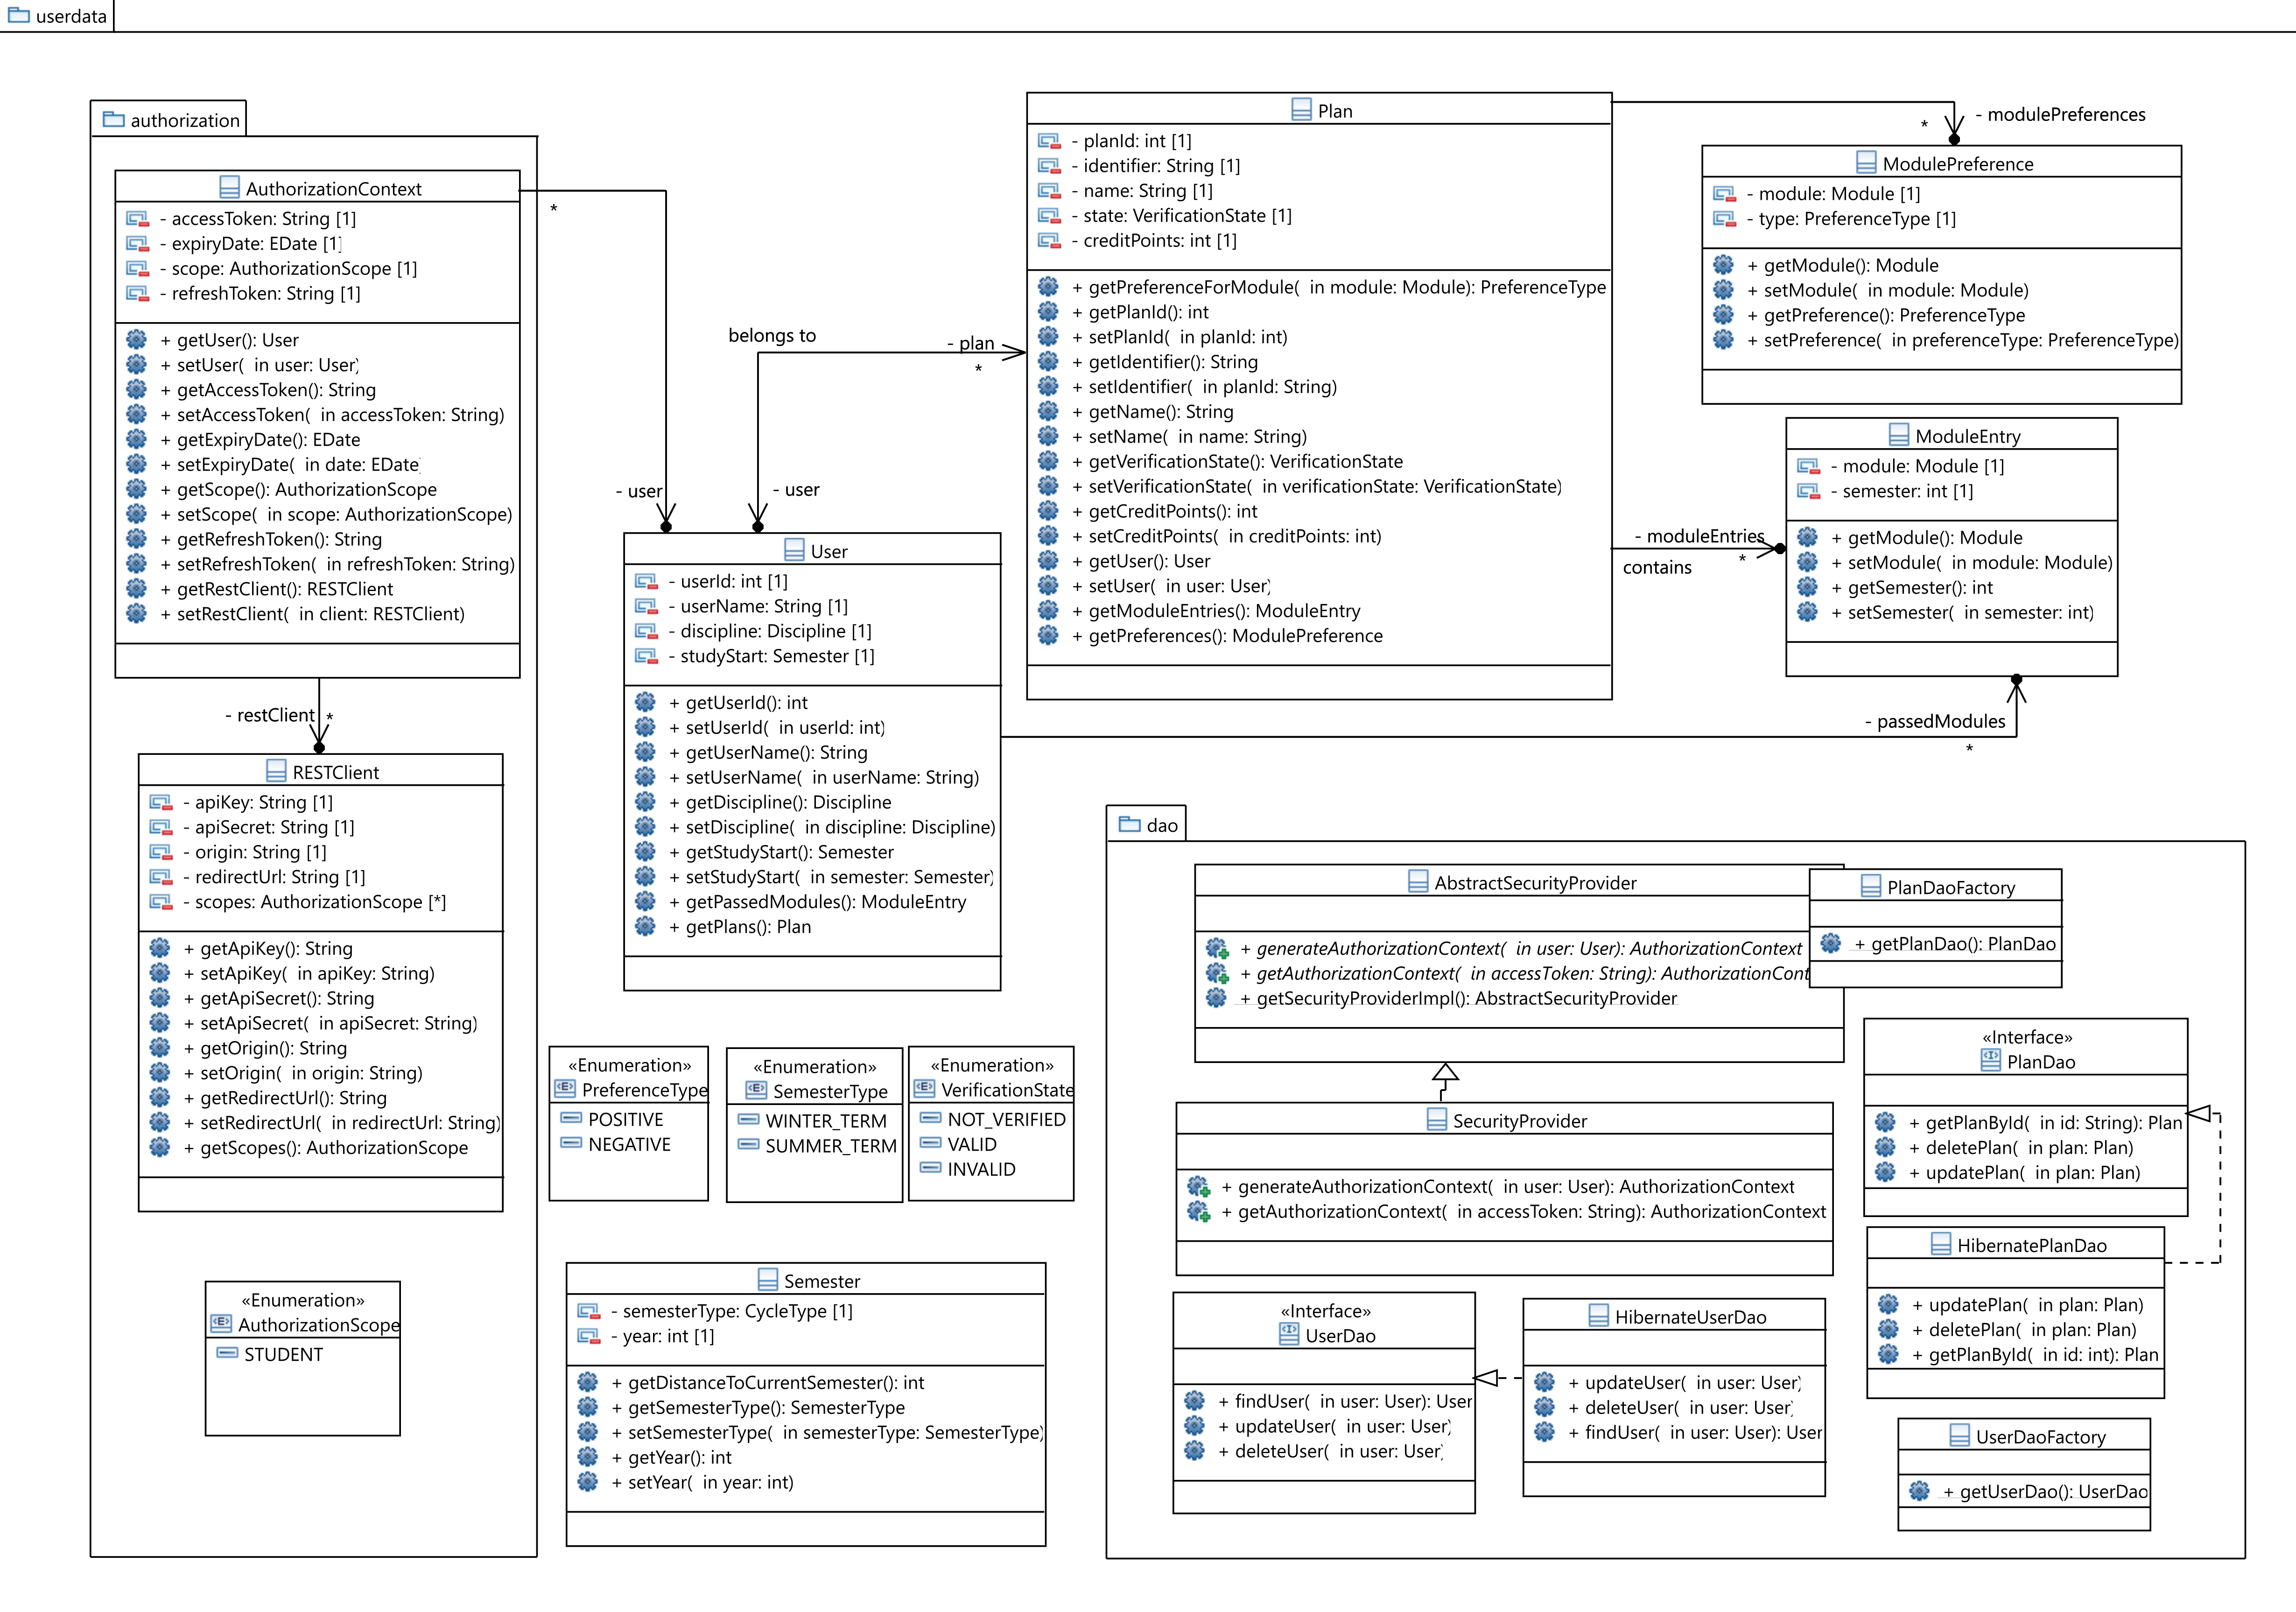 userdata
authorization
AuthorizationContext
- accessToken: String [1]
- expiryDate: EDate [1]
- scope: AuthorizationScope [1]
- refreshToken: String [1]
+ getUser(): User
+ setUser( in user: User)
+ getAccessToken(): String
+ setAccessToken( in accessToken: String)
+ getExpiryDate(): EDate
+ setExpiryDate( in date: EDate
+ getScope(): AuthorizationScope
+ setScope( in scope: AuthorizationScope)
+ getRefreshToken(): String
+ setRefreshToken( in refreshToken: String)
+ getRestClient(): RESTClient
+ setRestClient( in client: RESTClient)
*
- user
- restClient
*
RESTClient
- apiKey: String [1]
- apiSecret: String [1]
- origin: String [1]
- redirectUrl: String [1]
- scopes: AuthorizationScope [*]
+ getApiKey(): String
+ setApiKey( in apiKey: String)
+ getApiSecret(): String
+ setApiSecret( in apiSecret: String)
+ getOrigin(): String
+ setOrigin( in origin: String)
+ getRedirectUrl(): String
+ setRedirectUrl( in redirectUrl: String)
+ getScopes(): AuthorizationScope
«Enumeration»
AuthorizationScope
STUDENT
belongs to
- plan
*
- user
User
- userId: int [1]
- userName: String [1]
- discipline: Discipline [1]
- studyStart: Semester [1]
+ getUserId(): int
+ setUserId( in userId: int)
+ getUserName(): String
+ setUserName( in userName: String)
+ getDiscipline(): Discipline
+ setDiscipline( in discipline: Discipline)
+ getStudyStart(): Semester
+ setStudyStart( in semester: Semester)
+ getPassedModules(): ModuleEntry
+ getPlans(): Plan
Plan
- planId: int [1]
- identifier: String [1]
- name: String [1]
- state: VerificationState [1]
- creditPoints: int [1]
+ getPreferenceForModule( in module: Module): PreferenceType
+ getPlanId(): int
+ setPlanId( in planId: int)
+ getIdentifier(): String
+ setIdentifier( in planId: String)
+ getName(): String
+ setName( in name: String)
+ getVerificationState(): VerificationState
+ setVerificationState( in verificationState: VerificationState)
+ getCreditPoints(): int
+ setCreditPoints( in creditPoints: int)
+ getUser(): User
+ setUser( in user: User)
+ getModuleEntries(): ModuleEntry
+ getPreferences(): ModulePreference
- modulePreferences
*
ModulePreference
- module: Module [1]
- type: PreferenceType [1]
+ getModule(): Module
+ setModule( in module: Module)
+ getPreference(): PreferenceType
+ setPreference( in preferenceType: PreferenceType)
ModuleEntry
- module: Module [1]
- semester: int [1]
+ getModule(): Module
+ setModule( in module: Module)
+ getSemester(): int
+ setSemester( in semester: int)
- moduleEntries
*
contains
- passedModules
*
«Enumeration»
PreferenceType
POSITIVE
NEGATIVE
«Enumeration»
SemesterType
WINTER_TERM
SUMMER_TERM
«Enumeration»
VerificationState
NOT_VERIFIED
VALID
INVALID
Semester
- semesterType: CycleType [1]
- year: int [1]
+ getDistanceToCurrentSemester(): int
+ getSemesterType(): SemesterType
+ setSemesterType( in semesterType: SemesterType)
+ getYear(): int
+ setYear( in year: int)
dao
AbstractSecurityProvider
+ generateAuthorizationContext( in user: User): AuthorizationContext
+ getAuthorizationContext( in accessToken: String): AuthorizationCont
+ getSecurityProviderImpl(): AbstractSecurityProvider
PlanDaoFactory
+ getPlanDao(): PlanDao
SecurityProvider
+ generateAuthorizationContext( in user: User): AuthorizationContext
+ getAuthorizationContext( in accessToken: String): AuthorizationContext
«Interface»
PlanDao
+ getPlanById( in id: String): Plan
+ deletePlan( in plan: Plan)
+ updatePlan( in plan: Plan)
HibernatePlanDao
+ updatePlan( in plan: Plan)
+ deletePlan( in plan: Plan)
+ getPlanById( in id: int): Plan
«Interface»
UserDao
+ findUser( in user: User): User
+ updateUser( in user: User)
+ deleteUser( in user: User)
HibernateUserDao
+ updateUser( in user: User)
+ deleteUser( in user: User)
+ findUser( in user: User): User
UserDaoFactory
+ getUserDao(): UserDao